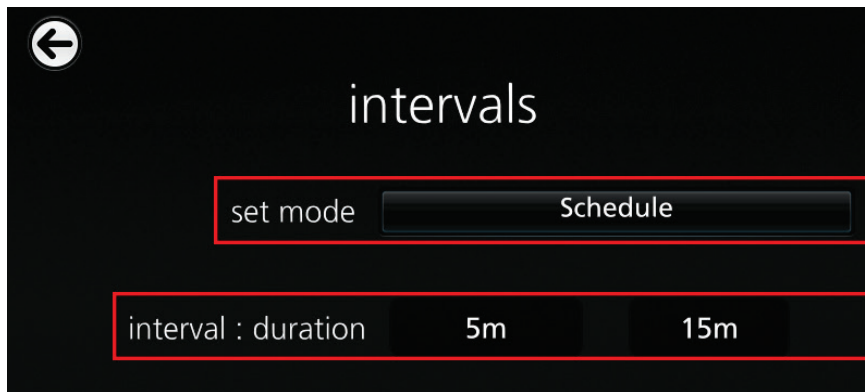 intervals
set mode Schedule
interval : duration 5m 15m